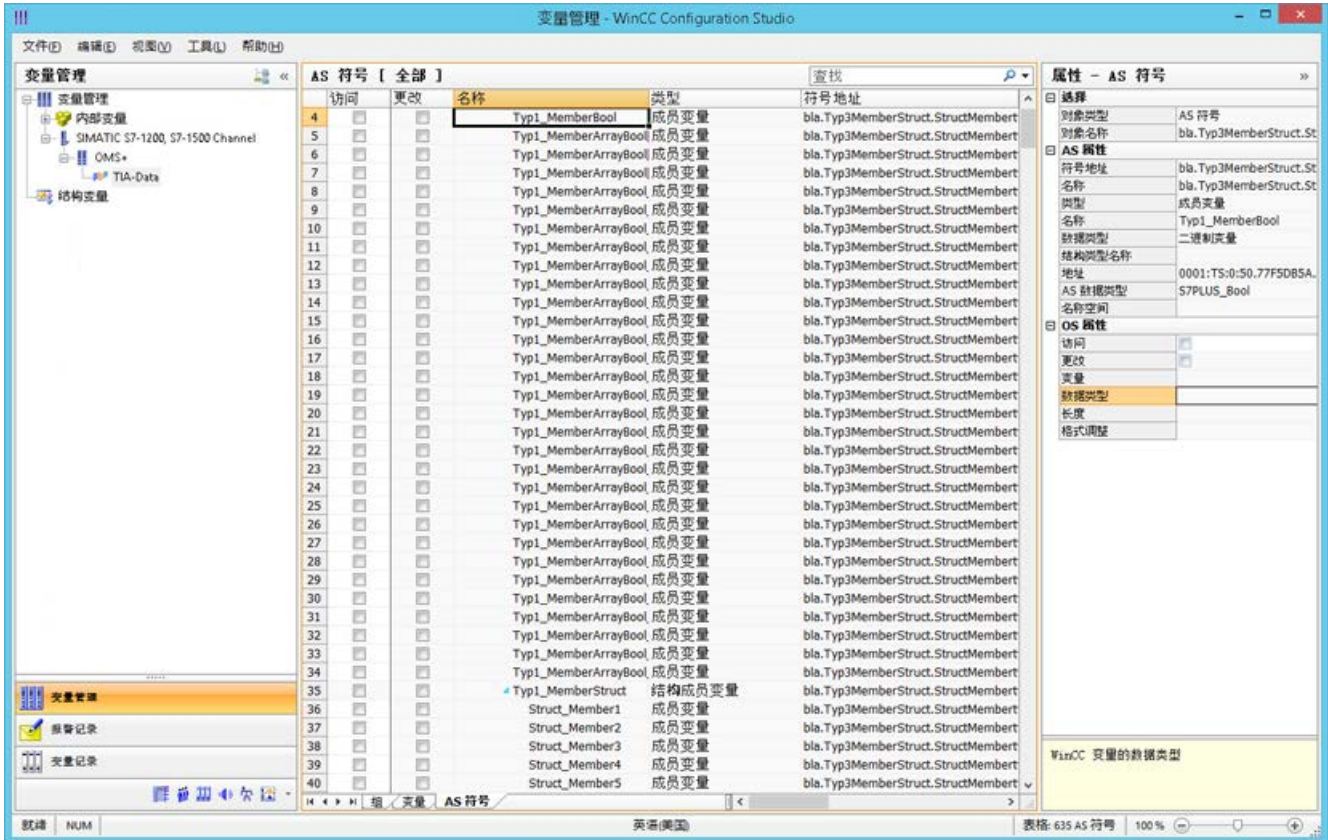 变量管理 - WinCC Configuration Studio
文件(F) 编辑(E) 视图(V) 工具(L) 帮助(H)
变量管理 «
变量管理
内部变量
SIMATIC S7-1200, S7-1500 Channel
OMS+
TIA-Data
结构变量
变量管理
报警记录
变量记录
AS 符号 [ 全部 ] 查找
访问 更改 名称 类型 符号地址
4 Typ1_MemberBool 成员变量 bla.Typ3MemberStruct.StructMembert
5 Typ1_MemberArrayBool 成员变量 bla.Typ3MemberStruct.StructMembert
6 Typ1_MemberArrayBool 成员变量 bla.Typ3MemberStruct.StructMembert
7 Typ1_MemberArrayBool 成员变量 bla.Typ3MemberStruct.StructMembert
8 Typ1_MemberArrayBool 成员变量 bla.Typ3MemberStruct.StructMembert
9 Typ1_MemberArrayBool 成员变量 bla.Typ3MemberStruct.StructMembert
10 Typ1_MemberArrayBool 成员变量 bla.Typ3MemberStruct.StructMembert
11 Typ1_MemberArrayBool 成员变量 bla.Typ3MemberStruct.StructMembert
12 Typ1_MemberArrayBool 成员变量 bla.Typ3MemberStruct.StructMembert
13 Typ1_MemberArrayBool 成员变量 bla.Typ3MemberStruct.StructMembert
14 Typ1_MemberArrayBool 成员变量 bla.Typ3MemberStruct.StructMembert
15 Typ1_MemberArrayBool 成员变量 bla.Typ3MemberStruct.StructMembert
16 Typ1_MemberArrayBool 成员变量 bla.Typ3MemberStruct.StructMembert
17 Typ1_MemberArrayBool 成员变量 bla.Typ3MemberStruct.StructMembert
18 Typ1_MemberArrayBool 成员变量 bla.Typ3MemberStruct.StructMembert
19 Typ1_MemberArrayBool 成员变量 bla.Typ3MemberStruct.StructMembert
20 Typ1_MemberArrayBool 成员变量 bla.Typ3MemberStruct.StructMembert
21 Typ1_MemberArrayBool 成员变量 bla.Typ3MemberStruct.StructMembert
22 Typ1_MemberArrayBool 成员变量 bla.Typ3MemberStruct.StructMembert
23 Typ1_MemberArrayBool 成员变量 bla.Typ3MemberStruct.StructMembert
24 Typ1_MemberArrayBool 成员变量 bla.Typ3MemberStruct.StructMembert
25 Typ1_MemberArrayBool 成员变量 bla.Typ3MemberStruct.StructMembert
26 Typ1_MemberArrayBool 成员变量 bla.Typ3MemberStruct.StructMembert
27 Typ1_MemberArrayBool 成员变量 bla.Typ3MemberStruct.StructMembert
28 Typ1_MemberArrayBool 成员变量 bla.Typ3MemberStruct.StructMembert
29 Typ1_MemberArrayBool 成员变量 bla.Typ3MemberStruct.StructMembert
30 Typ1_MemberArrayBool 成员变量 bla.Typ3MemberStruct.StructMembert
31 Typ1_MemberArrayBool 成员变量 bla.Typ3MemberStruct.StructMembert
32 Typ1_MemberArrayBool 成员变量 bla.Typ3MemberStruct.StructMembert
33 Typ1_MemberArrayBool 成员变量 bla.Typ3MemberStruct.StructMembert
34 Typ1_MemberArrayBool 成员变量 bla.Typ3MemberStruct.StructMembert
35 Typ1_MemberStruct 结构成员变量 bla.Typ3MemberStruct.StructMembert
36 Struct_Member1 成员变量 bla.Typ3MemberStruct.StructMembert
37 Struct_Member2 成员变量 bla.Typ3MemberStruct.StructMembert
38 Struct_Member3 成员变量 bla.Typ3MemberStruct.StructMembert
39 Struct_Member4 成员变量 bla.Typ3MemberStruct.StructMembert
40 Struct_Member5 成员变量 bla.Typ3MemberStruct.StructMembert
组 变量 AS 符号
属性 - AS 符号 »
选择
对象类型 AS 符号
对象名称 bla.Typ3MemberStruct.St
AS 属性
符号地址 bla.Typ3MemberStruct.St
名称 bla.Typ3MemberStruct.St
类型 成员变量
名称 Typ1_MemberBool
数据类型 二进制变量
结构类型名称
地址 0001:TS:0:50.77F5DB5A.
AS 数据类型 S7PLUS_Bool
名称空间
OS 属性
访问
更改
变量
数据类型
长度
格式调整
WinCC 变量的数据类型
就绪 NUM 英语(美国) 表格: 635 AS 符号 100 %